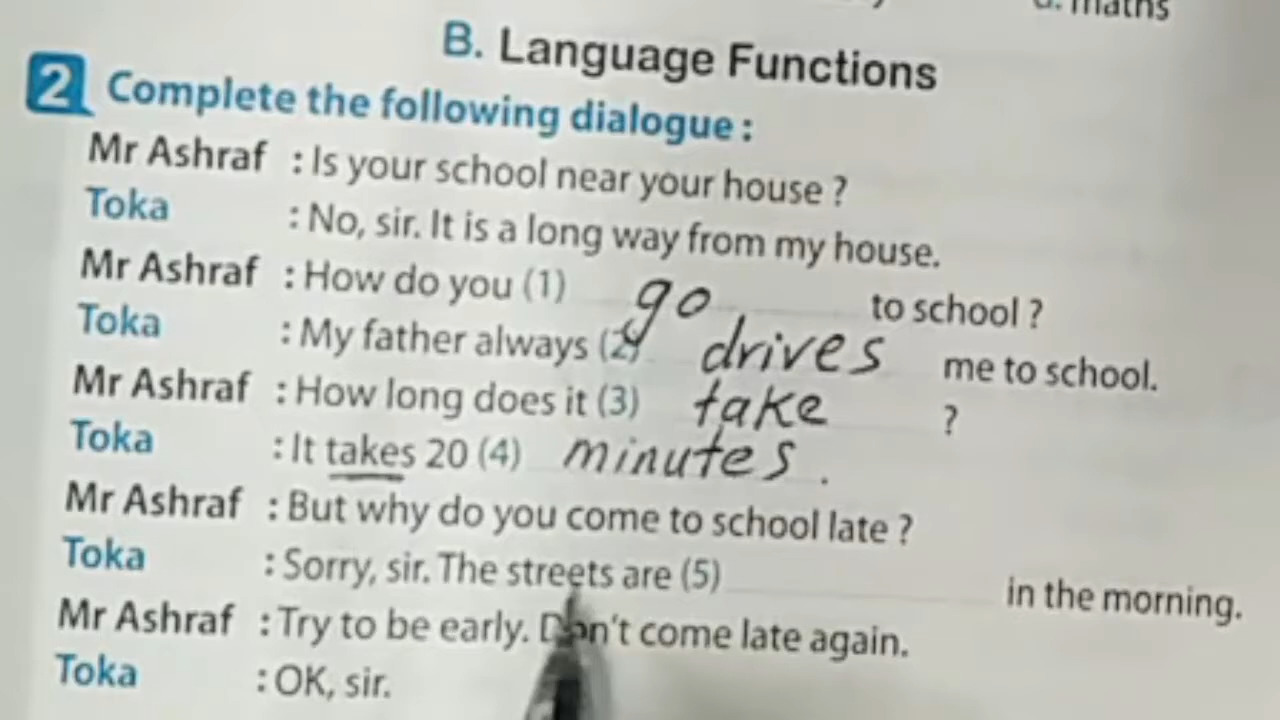 d. maths
B. Language Functions
2 Complete the following dialogue :
Mr Ashraf : Is your school near your house ?
Toka : No, sir. It is a long way from my house.
Mr Ashraf : How do you (1) go to school ?
Toka : My father always (2) drives me to school.
Mr Ashraf : How long does it (3) take ?
Toka : It takes 20 (4) minutes .
Mr Ashraf : But why do you come to school late ?
Toka : Sorry, sir. The streets are (5) in the morning.
Mr Ashraf : Try to be early. Don't come late again.
Toka : OK, sir.